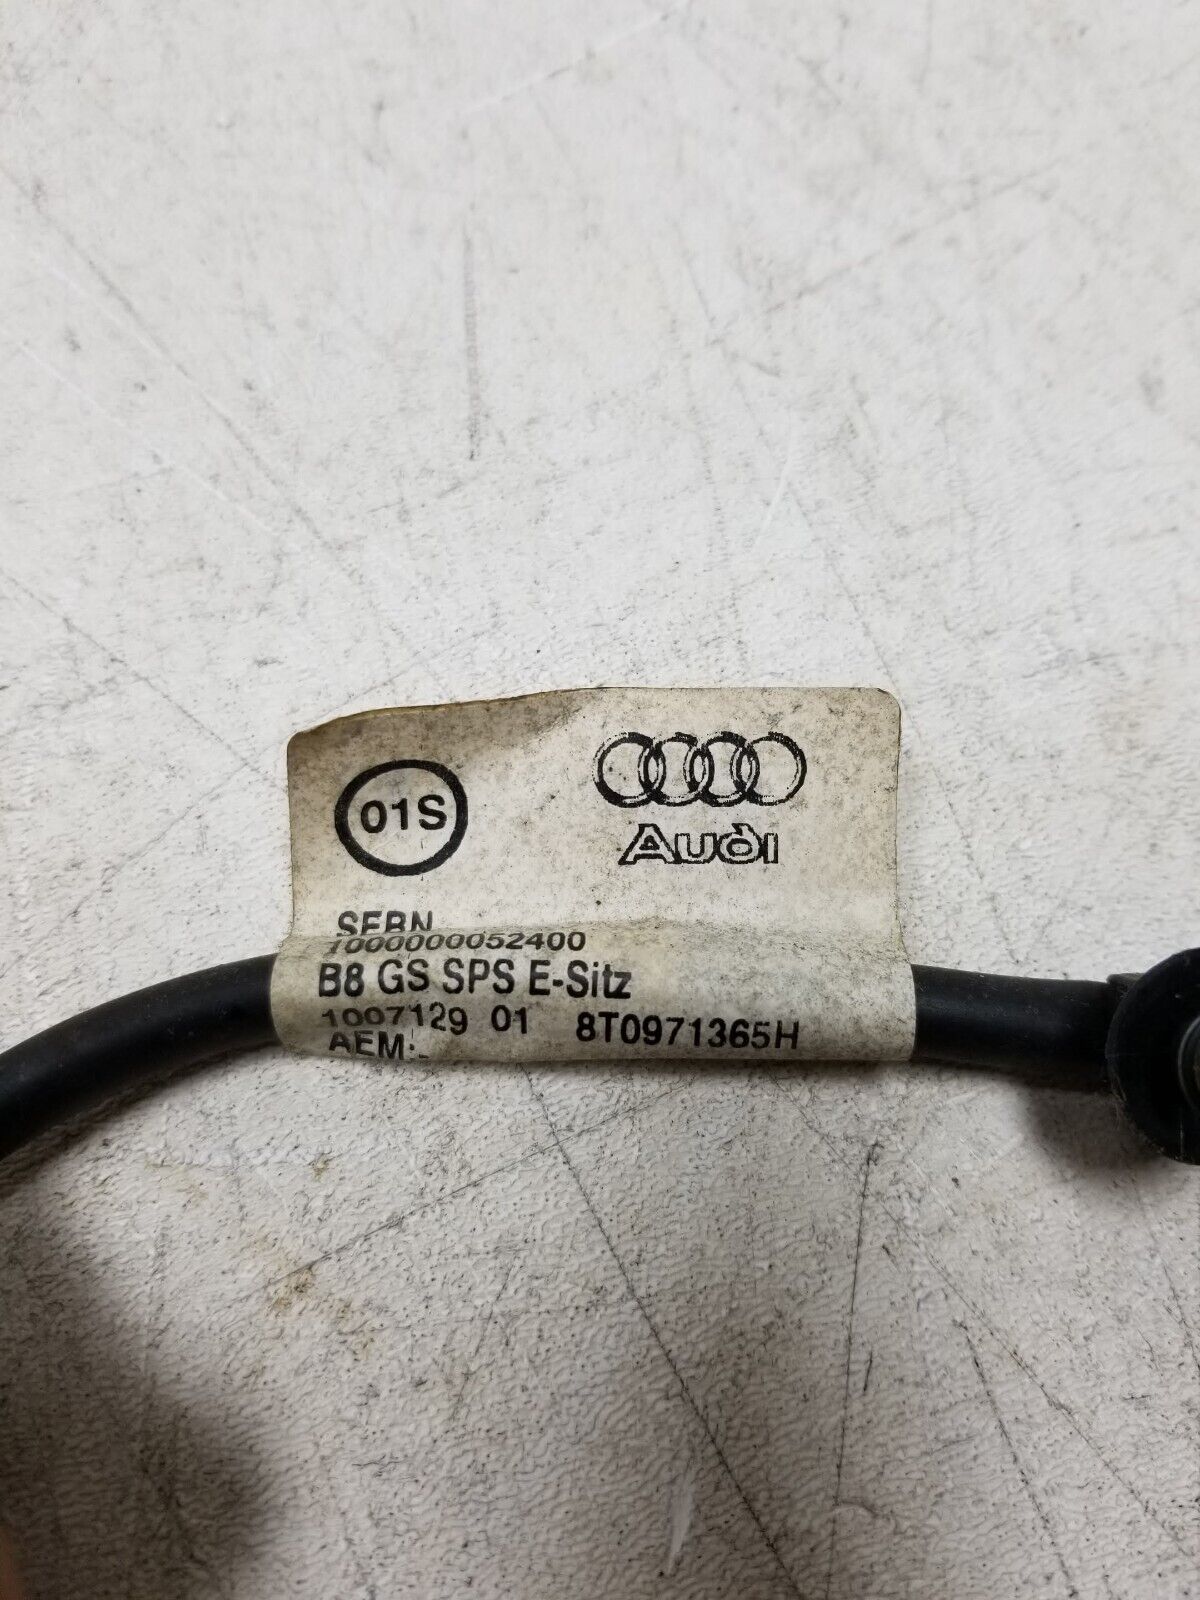 01S
Audi
SEBN
1000000052400
B8 GS SPS E-Sitz
1007129 01 8T0971365H
AEM: